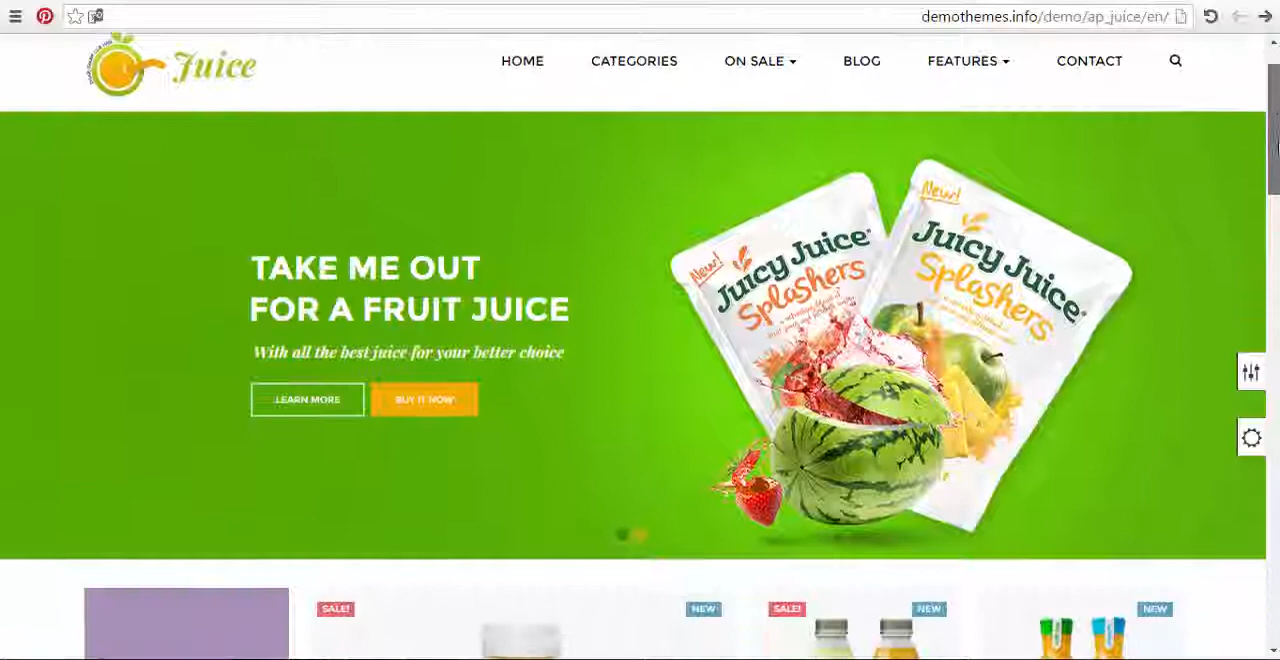 demothemes.info/demo/ap_juice/en/
Juice
HOME
CATEGORIES
ON SALE
BLOG
FEATURES
CONTACT
TAKE ME OUT
FOR A FRUIT JUICE
With all the best juice for your better choice
LEARN MORE
BUY IT NOW
New!
Juicy Juice
Splashers
New!
Juicy Juice
Splashers
SALE!
NEW
SALE!
NEW
NEW